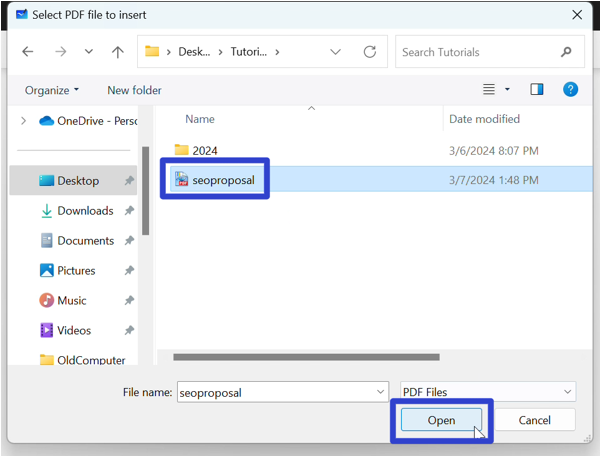 Select PDF file to insert
Desk... Tutori...
Search Tutorials
Organize New folder
Name Date modified
OneDrive - Perso
2024 3/6/2024 8:07 PM
Desktop
seoproposal 3/7/2024 1:48 PM
Downloads
Documents
Pictures
Music
Videos
OldComputer
File name: seoproposal PDF Files
Open Cancel